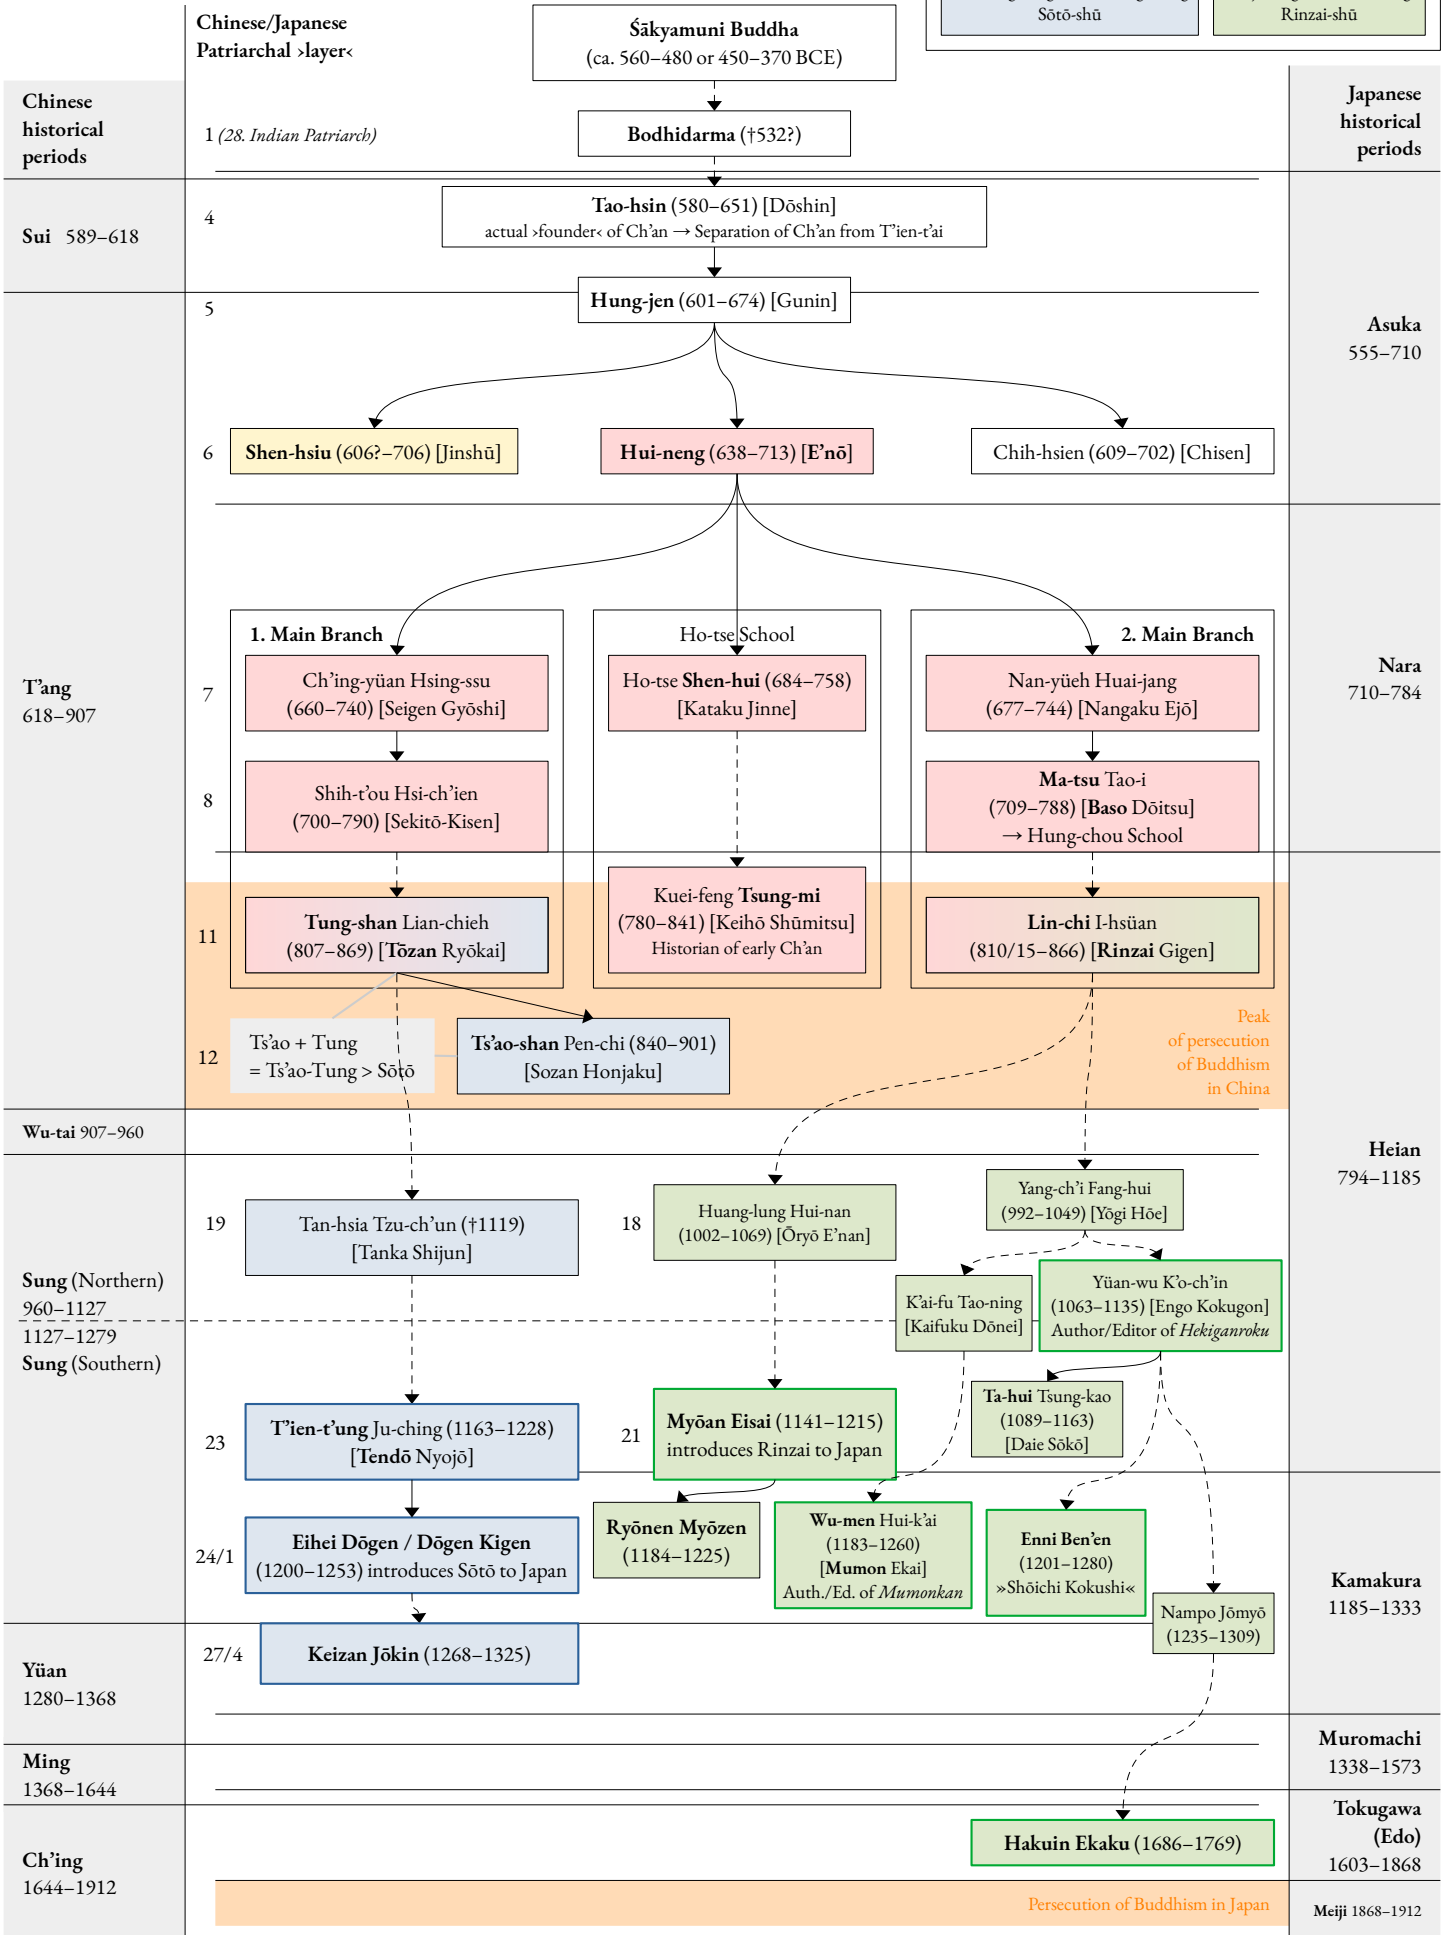 Sōtō-shū
Rinzai-shū
Chinese/Japanese
Patriarchal ›layer‹
Śākyamuni Buddha
(ca. 560–480 or 450–370 BCE)
Chinese
historical
periods
Japanese
historical
periods
1 (28. Indian Patriarch)
Bodhidarma (†532?)
Sui 589–618
4
Tao-hsin (580–651) [Dōshin]
actual ›founder‹ of Ch’an → Separation of Ch’an from T’ien-t’ai
5
Hung-jen (601–674) [Gunin]
Asuka
555–710
6
Shen-hsiu (606?–706) [Jinshū]
Hui-neng (638–713) [E’nō]
Chih-hsien (609–702) [Chisen]
T’ang
618–907
Nara
710–784
1. Main Branch
Ho-tse School
2. Main Branch
7
Ch’ing-yüan Hsing-ssu
(660–740) [Seigen Gyōshi]
Ho-tse Shen-hui (684–758)
[Kataku Jinne]
Nan-yüeh Huai-jang
(677–744) [Nangaku Ejō]
8
Shih-t’ou Hsi-ch’ien
(700–790) [Sekitō-Kisen]
Ma-tsu Tao-i
(709–788) [Baso Dōitsu]
→ Hung-chou School
11
Tung-shan Lian-chieh
(807–869) [Tōzan Ryōkai]
Kuei-feng Tsung-mi
(780–841) [Keihō Shūmitsu]
Historian of early Ch’an
Lin-chi I-hsüan
(810/15–866) [Rinzai Gigen]
12
Ts’ao + Tung
= Ts’ao-Tung > Sōtō
Ts’ao-shan Pen-chi (840–901)
[Sozan Honjaku]
Peak
of persecution
of Buddhism
in China
Wu-tai 907–960
Heian
794–1185
19
Tan-hsia Tzu-ch’un (†1119)
[Tanka Shijun]
18
Huang-lung Hui-nan
(1002–1069) [Ōryō E’nan]
Yang-ch’i Fang-hui
(992–1049) [Yōgi Hōe]
Sung (Northern)
960–1127
1127–1279
Sung (Southern)
K’ai-fu Tao-ning
[Kaifuku Dōnei]
Yüan-wu K’o-ch’in
(1063–1135) [Engo Kokugon]
Author/Editor of Hekiganroku
Ta-hui Tsung-kao
(1089–1163)
[Daie Sōkō]
23
T’ien-t’ung Ju-ching (1163–1228)
[Tendō Nyojō]
21
Myōan Eisai (1141–1215)
introduces Rinzai to Japan
24/1
Eihei Dōgen / Dōgen Kigen
(1200–1253) introduces Sōtō to Japan
Ryōnen Myōzen
(1184–1225)
Wu-men Hui-k’ai
(1183–1260)
[Mumon Ekai]
Auth./Ed. of Mumonkan
Enni Ben’en
(1201–1280)
»Shōichi Kokushi«
Nampo Jōmyō
(1235–1309)
Kamakura
1185–1333
27/4
Keizan Jōkin (1268–1325)
Yüan
1280–1368
Muromachi
1338–1573
Ming
1368–1644
Tokugawa
(Edo)
1603–1868
Hakuin Ekaku (1686–1769)
Ch’ing
1644–1912
Persecution of Buddhism in Japan
Meiji 1868–1912